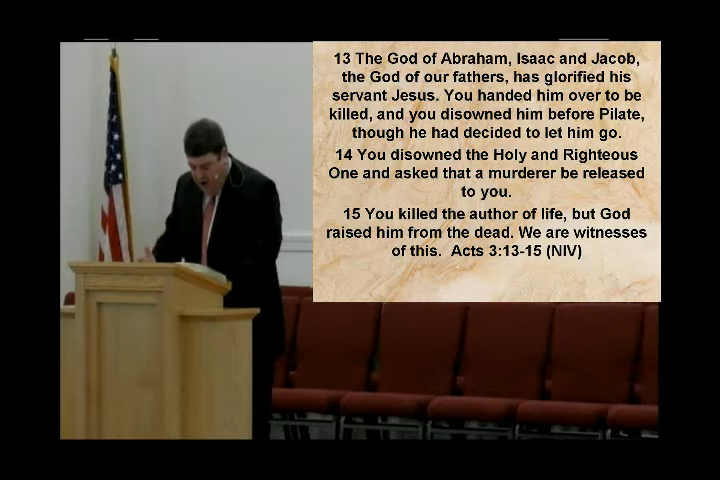 13 The God of Abraham, Isaac and Jacob,
the God of our fathers, has glorified his
servant Jesus. You handed him over to be
killed, and you disowned him before Pilate,
though he had decided to let him go.
14 You disowned the Holy and Righteous
One and asked that a murderer be released
to you.
15 You killed the author of life, but God
raised him from the dead. We are witnesses
of this.  Acts 3:13-15 (NIV)